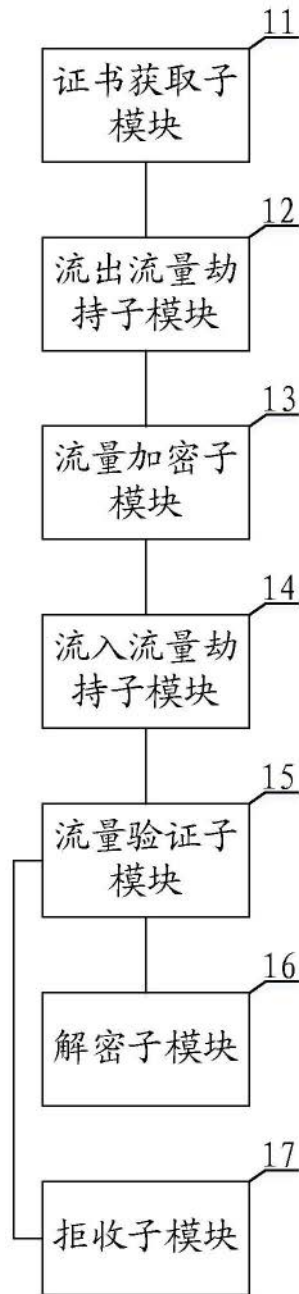 11
证书获取子
模块
12
流出流量劫
持子模块
13
流量加密子
模块
14
流入流量劫
持子模块
15
流量验证子
模块
16
解密子模块
17
拒收子模块